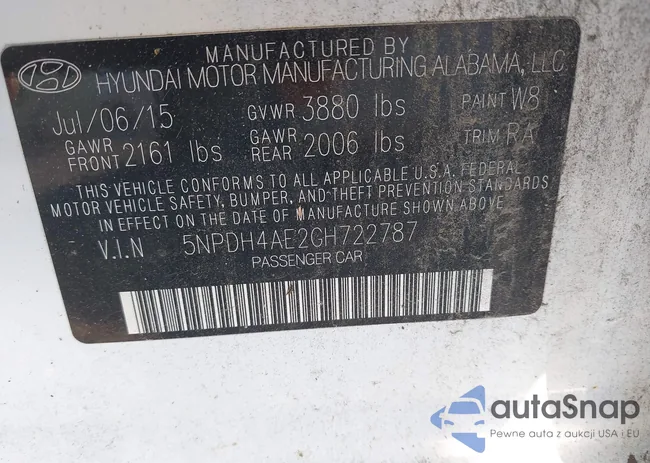 MANUFACTURED BY
HYUNDAI MOTOR MANUFACTURING ALABAMA, LLC
Jul/06/15 GVWR 3880 lbs PAINT W8
GAWR FRONT 2161 lbs GAWR REAR 2006 lbs TRIM RA
THIS VEHICLE CONFORMS TO ALL APPLICABLE U.S.A. FEDERAL
MOTOR VEHICLE SAFETY, BUMPER, AND THEFT PREVENTION STANDARDS
IN EFFECT ON THE DATE OF MANUFACTURE SHOWN ABOVE.
V.I.N 5NPDH4AE2GH722787
PASSENGER CAR
autaSnap
Pewne auta z aukcji USA i EU